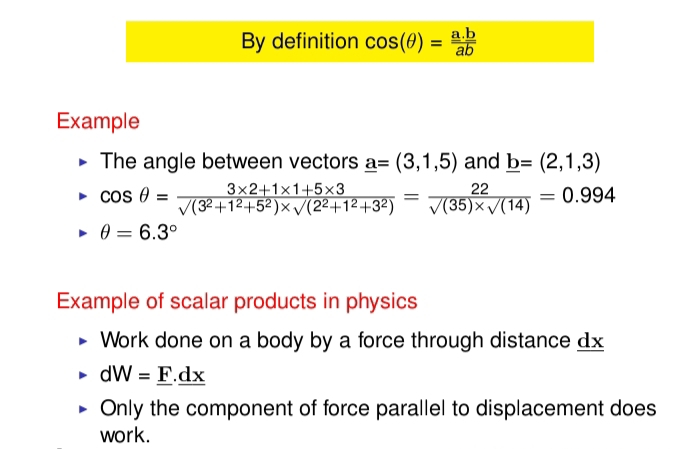 By definition cos(θ) = a.b/ab
Example
▸ The angle between vectors a= (3,1,5) and b= (2,1,3)
▸ cos θ = 3×2+1×1+5×3/√(3²+1²+5²)×√(2²+1²+3²) = 22/√(35)×√(14) = 0.994
▸ θ = 6.3°
Example of scalar products in physics
▸ Work done on a body by a force through distance dx
▸ dW = F.dx
▸ Only the component of force parallel to displacement does
work.